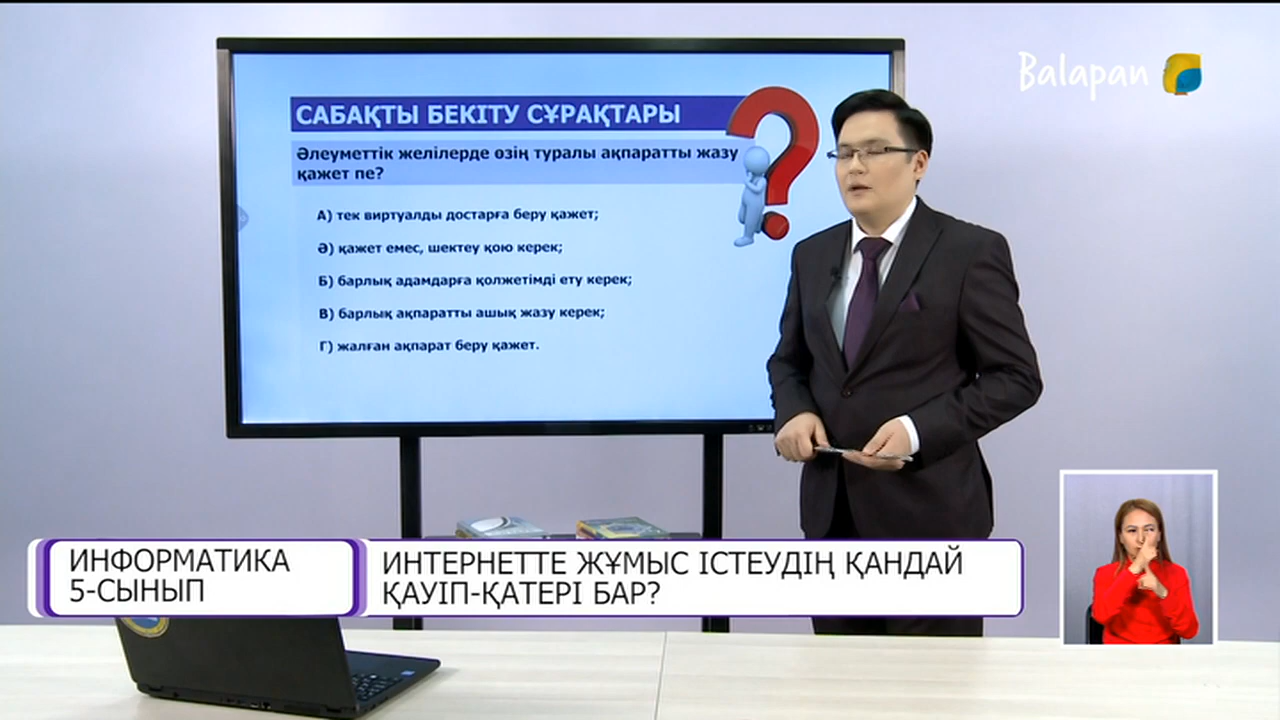 Balapan
САБАҚТЫ БЕКІТУ СҰРАҚТАРЫ
Әлеуметтік желілерде өзің туралы ақпаратты жазу
қажет пе?
А) тек виртуалды достарға беру қажет;
Ә) қажет емес, шектеу қою керек;
Б) барлық адамдарға қолжетімді ету керек;
В) барлық ақпаратты ашық жазу керек;
Г) жалған ақпарат беру қажет.
ИНФОРМАТИКА
5-СЫНЫП
ИНТЕРНЕТТЕ ЖҰМЫС ІСТЕУДІҢ ҚАНДАЙ
ҚАУІП-ҚАТЕРІ БАР?